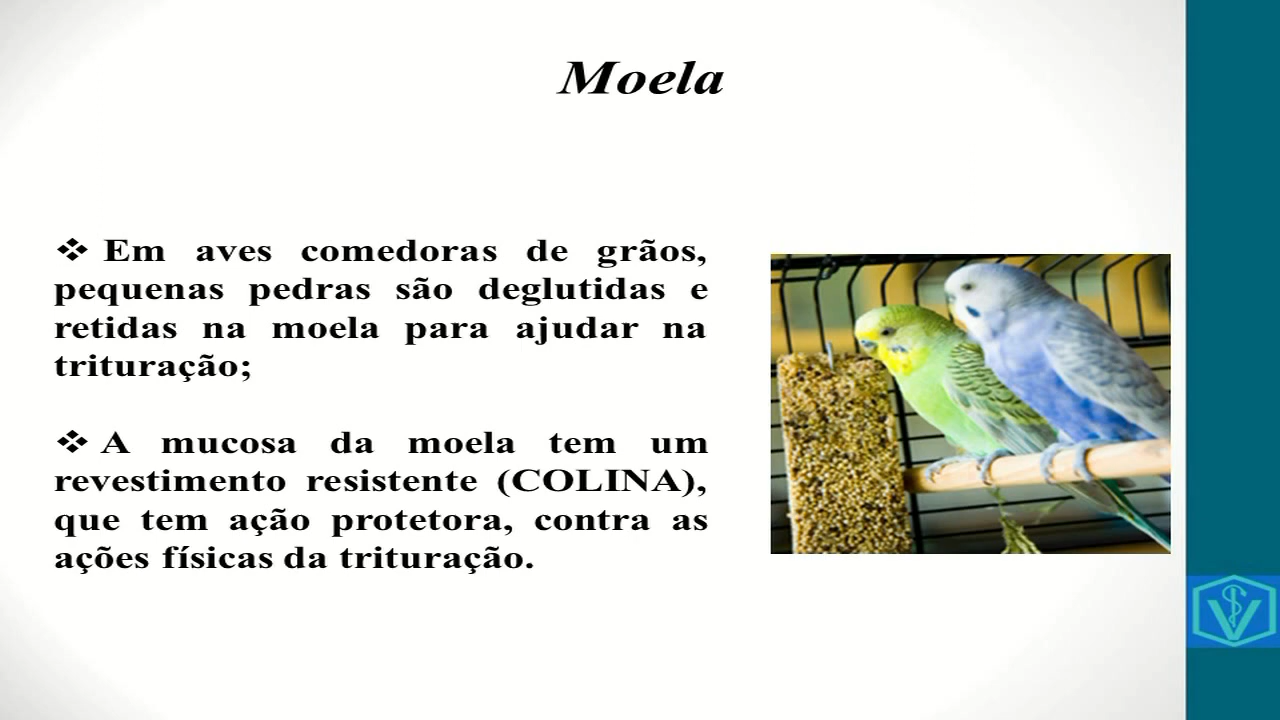 Moela
❖ Em aves comedoras de grãos,
pequenas pedras são deglutidas e
retidas na moela para ajudar na
trituração;
❖ A mucosa da moela tem um
revestimento resistente (COLINA),
que tem ação protetora, contra as
ações físicas da trituração.